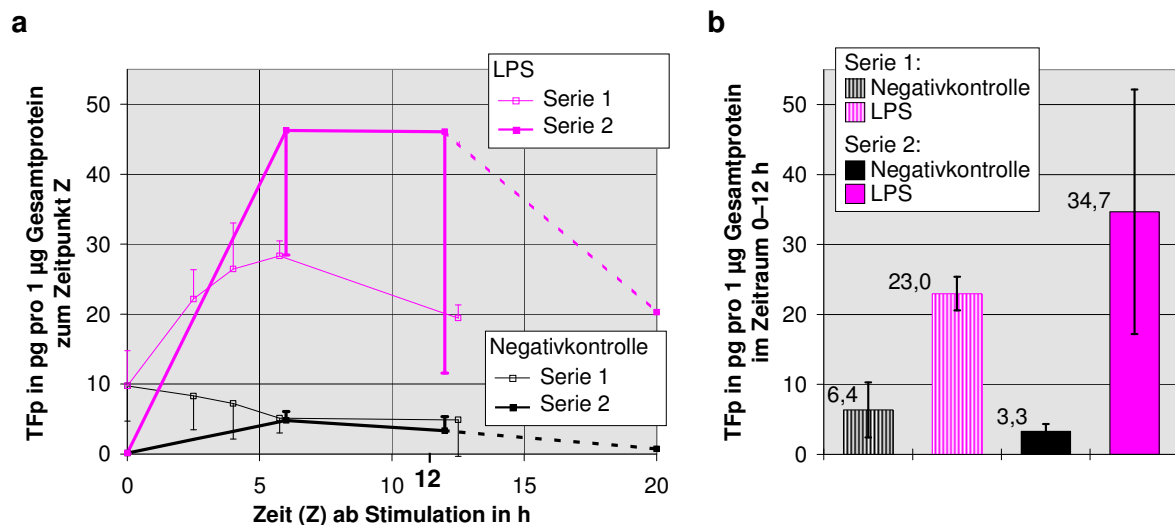 a
TFp in pg pro 1 µg Gesamtprotein
zum Zeitpunkt Z
50
40
30
20
10
0
LPS
Serie 1
Serie 2
Negativkontrolle
Serie 1
Serie 2
0
5
10
12
15
20
Zeit (Z) ab Stimulation in h
b
TFp in pg pro 1 µg Gesamtprotein
im Zeitraum 0–12 h
50
40
30
20
10
0
Serie 1:
Negativkontrolle
LPS
Serie 2:
Negativkontrolle
LPS
6,4
23,0
3,3
34,7